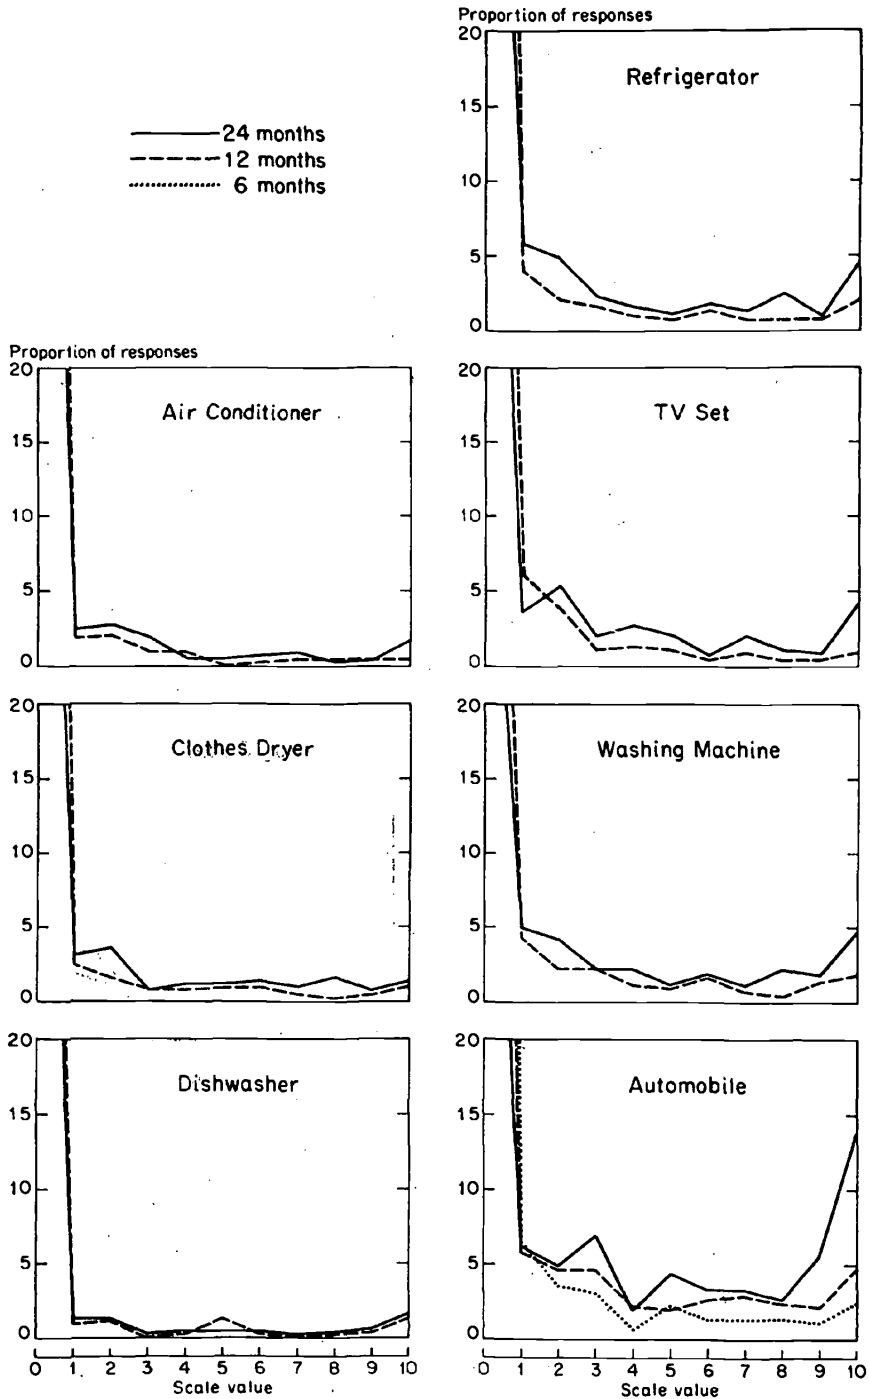 Proportion of responses
20
15
10
5
0
Refrigerator
24 months
12 months
6 months
Proportion of responses
20
15
10
5
0
Air Conditioner
20
15
10
5
0
TV Set
20
15
10
5
0
Clothes Dryer
20
15
10
5
0
Washing Machine
20
15
10
5
0
Dishwasher
0 1 2 3 4 5 6 7 8 9 10
Scale value
20
15
10
5
0
Automobile
0 1 2 3 4 5 6 7 8 9 10
Scale value